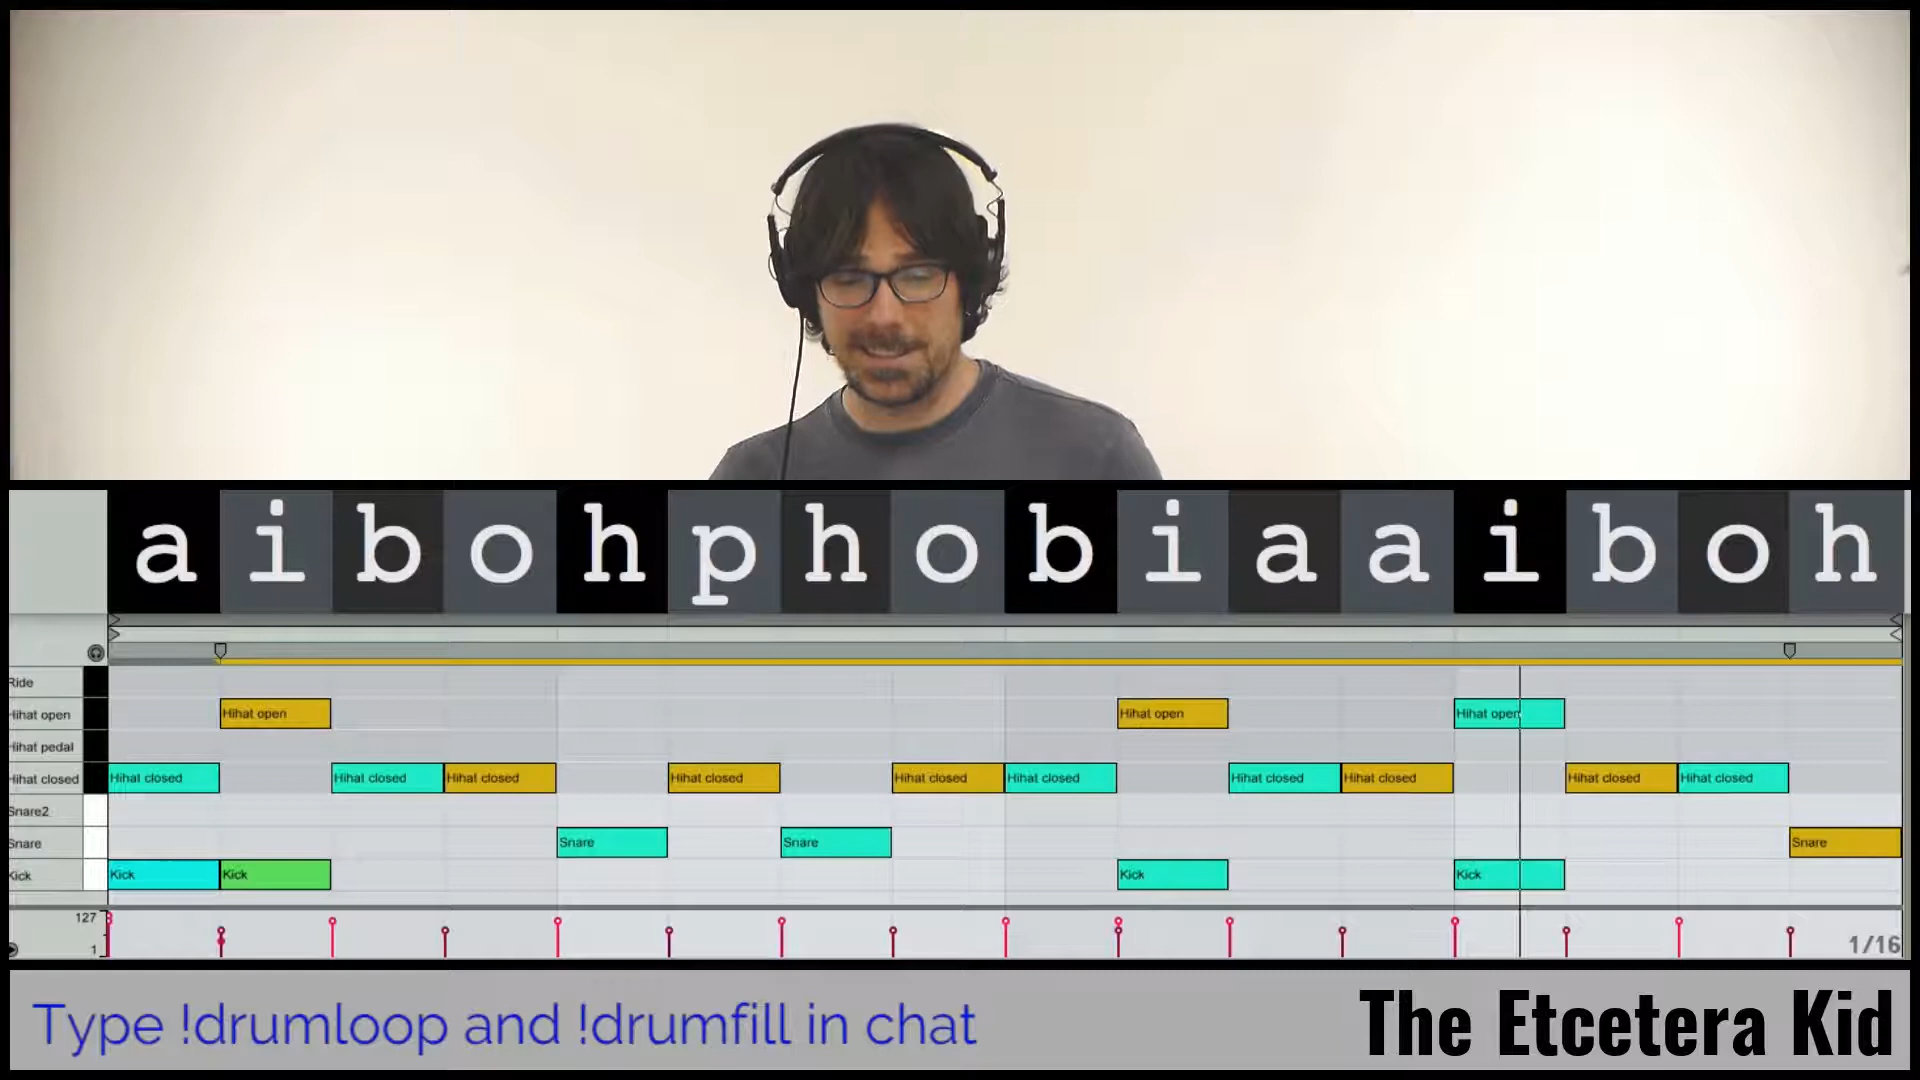 a i b o h p h o b i a a i b o h
Ride
Hihat open Hihat open Hihat open Hihat open
Hihat pedal
Hihat closed Hihat closed Hihat closed Hihat closed Hihat closed Hihat closed Hihat closed Hihat closed Hihat closed Hihat closed Hihat closed
Snare2
Snare Snare Snare Snare
Kick Kick Kick Kick Kick
127
1 1/16
Type !drumloop and !drumfill in chat
The Etcetera Kid